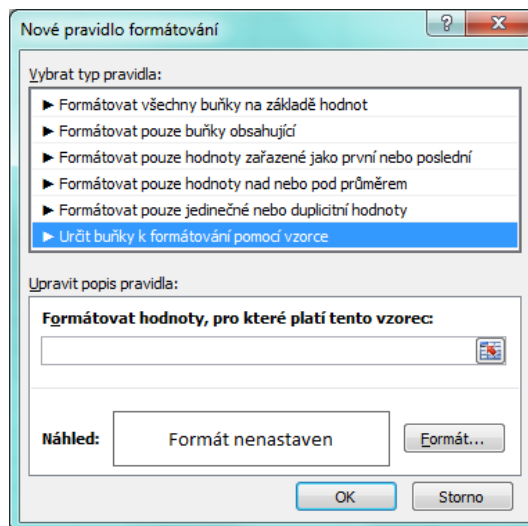 Nové pravidlo formátování
Vybrat typ pravidla:
► Formátovat všechny buňky na základě hodnot
► Formátovat pouze buňky obsahující
► Formátovat pouze hodnoty zařazené jako první nebo poslední
► Formátovat pouze hodnoty nad nebo pod průměrem
► Formátovat pouze jedinečné nebo duplicitní hodnoty
► Určit buňky k formátování pomocí vzorce
Upravit popis pravidla:
Formátovat hodnoty, pro které platí tento vzorec:
Náhled: Formát nenastaven Formát...
OK Storno